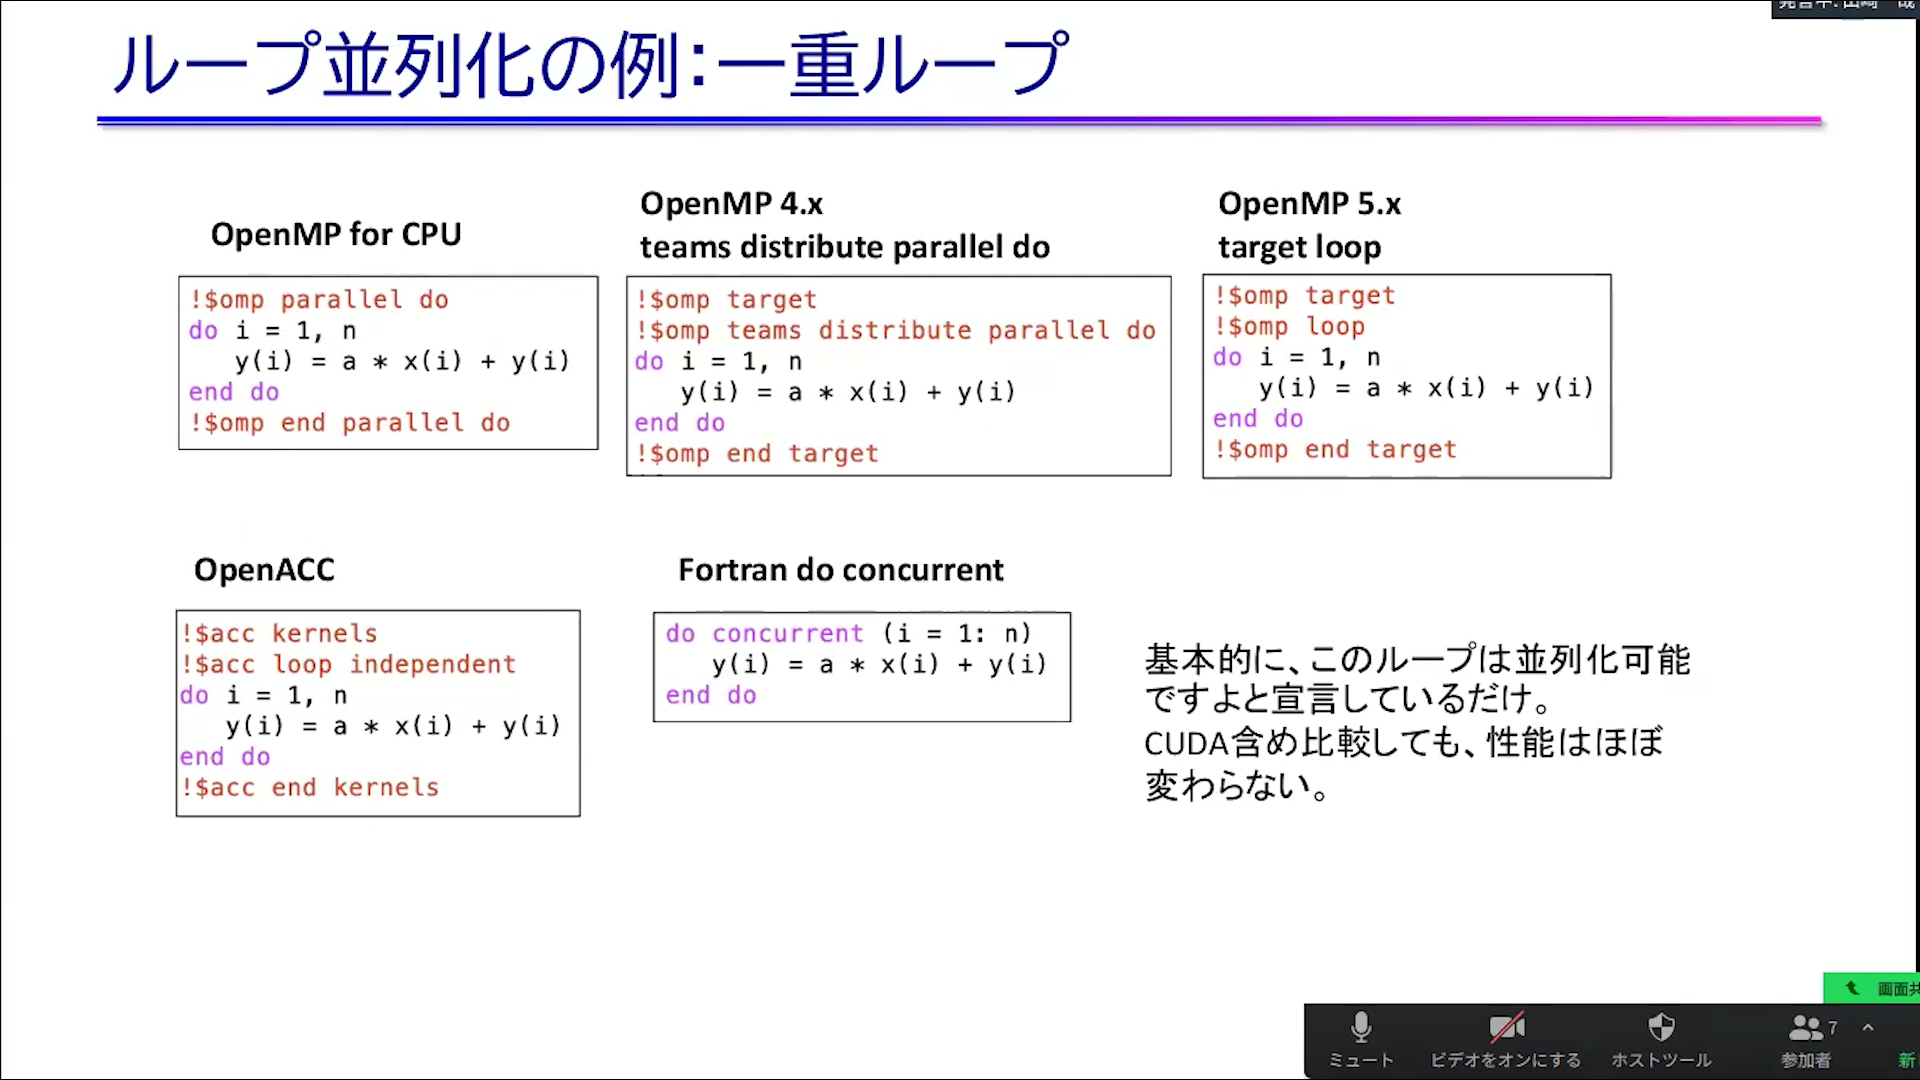 ループ並列化の例：一重ループ
OpenMP for CPU
!$omp parallel do
do i = 1, n
y(i) = a * x(i) + y(i)
end do
!$omp end parallel do
OpenMP 4.x
teams distribute parallel do
!$omp target
!$omp teams distribute parallel do
do i = 1, n
y(i) = a * x(i) + y(i)
end do
!$omp end target
OpenMP 5.x
target loop
!$omp target
!$omp loop
do i = 1, n
y(i) = a * x(i) + y(i)
end do
!$omp end target
OpenACC
!$acc kernels
!$acc loop independent
do i = 1, n
y(i) = a * x(i) + y(i)
end do
!$acc end kernels
Fortran do concurrent
do concurrent (i = 1: n)
y(i) = a * x(i) + y(i)
end do
基本的に、このループは並列化可能
ですよと宣言しているだけ。
CUDA含め比較しても、性能はほぼ
変わらない。
画面共
ミュート
ビデオをオンにする
ホストツール
7
参加者
新